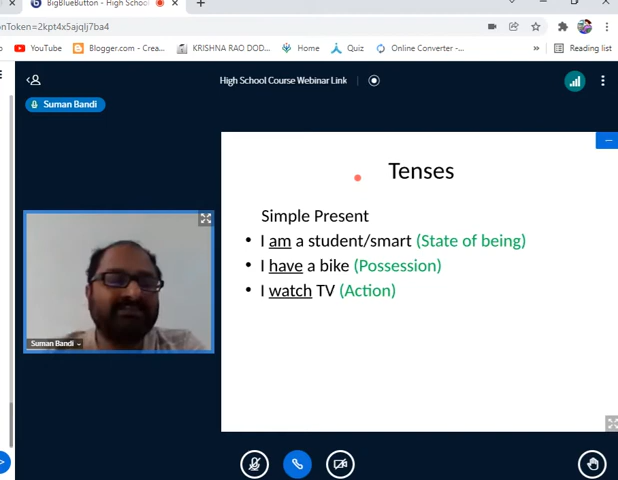 BigBlueButton - High School
onToken=2kpt4x5ajqlj7ba4
YouTube
Blogger.com - Crea...
KRISHNA RAO DOD...
Home
Quiz
Online Converter -...
»
Reading list
High School Course Webinar Link
Suman Bandi
Tenses
Simple Present
• I am a student/smart (State of being)
• I have a bike (Possession)
• I watch TV (Action)
Suman Bandi